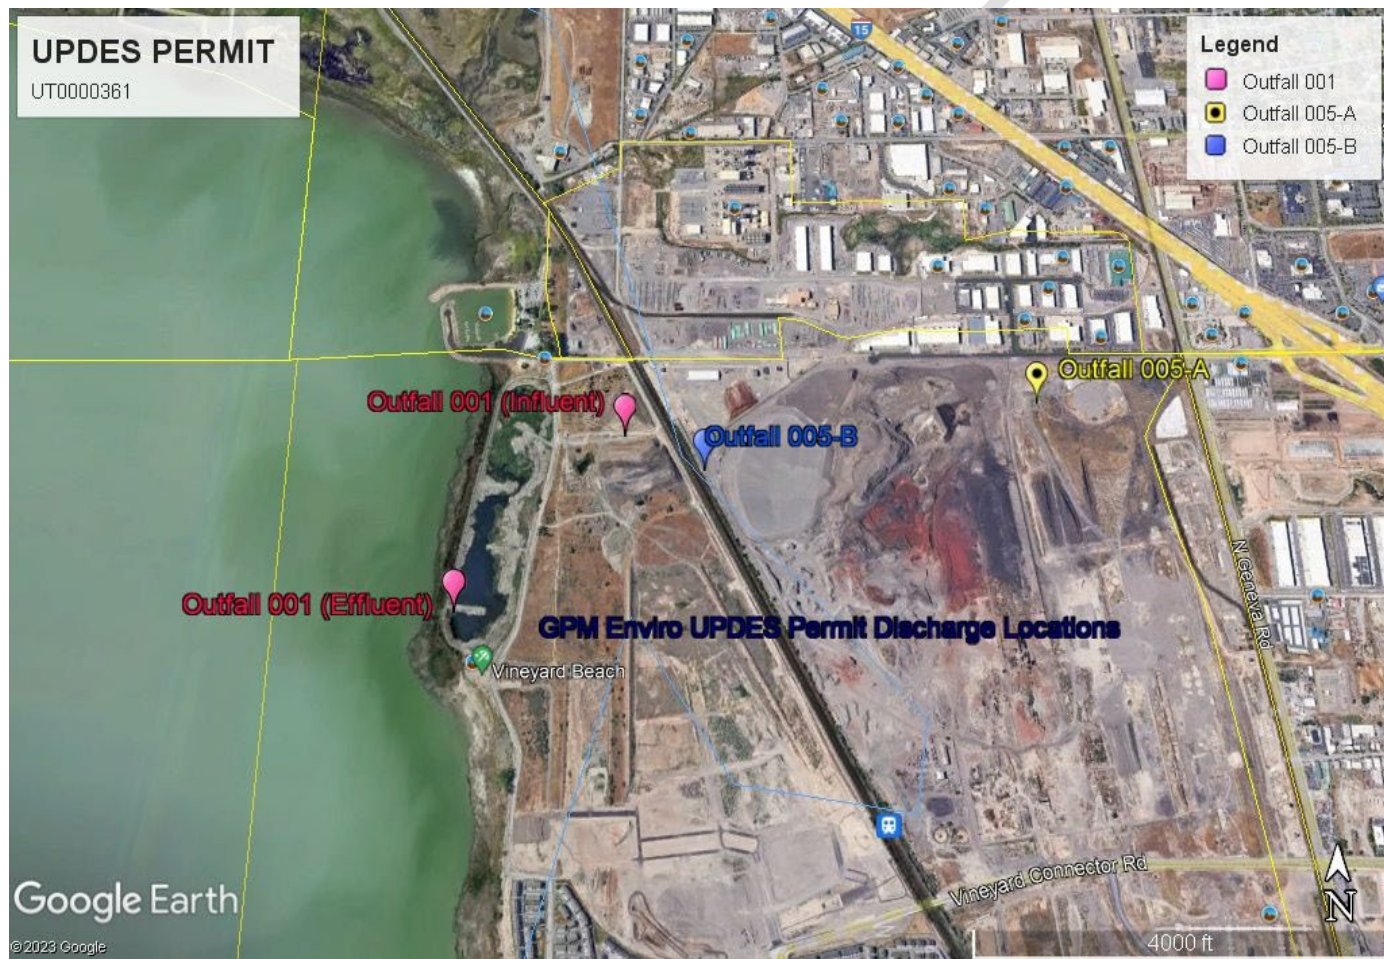 UPDES PERMIT
UT0000361
15
Legend
Outfall 001
Outfall 005-A
Outfall 005-B
Outfall 005-A
Outfall 001 (Influent)
Outfall 005-B
Outfall 001 (Effluent)
GPM Enviro UPDES Permit Discharge Locations
N Geneva Rd
Vineyard Beach
Vineyard Connector Rd
N
Google Earth
©2023 Google
4000 ft